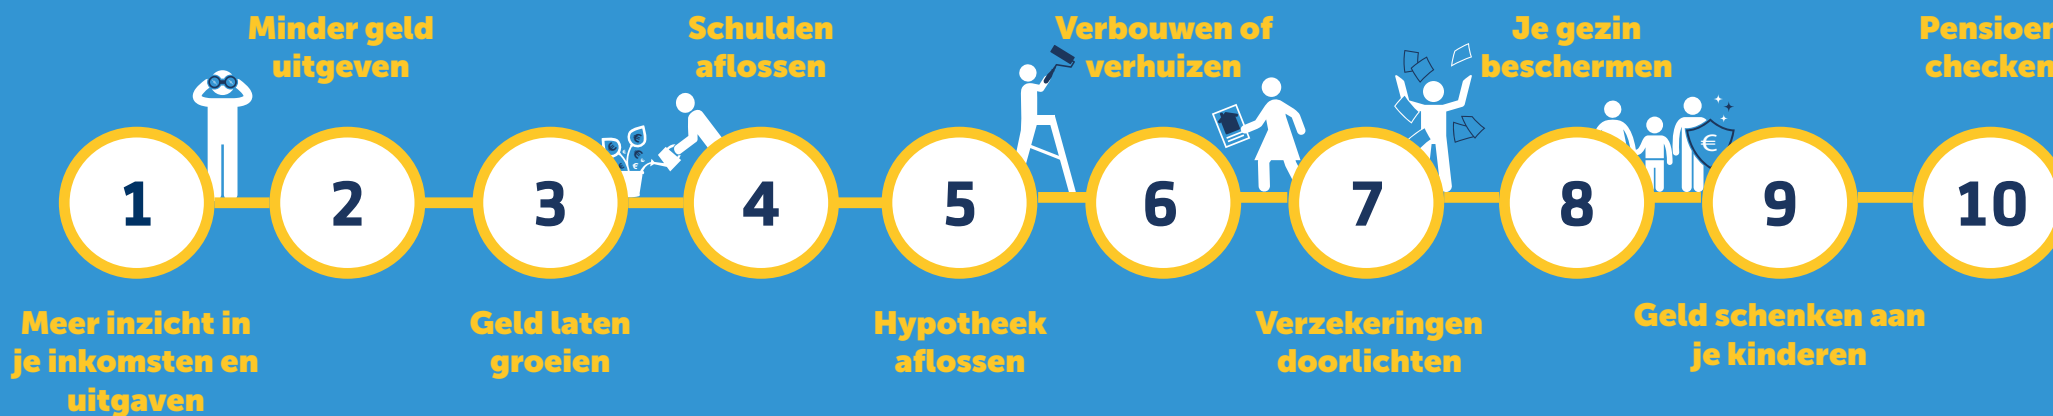 1
Meer inzicht in
je inkomsten en
uitgaven
Minder geld
uitgeven
2
3
Geld laten
groeien
Schulden
aflossen
4
5
Hypotheek
aflossen
Verbouwen of
verhuizen
6
7
Verzekeringen
doorlichten
Je gezin
beschermen
8
€
9
Geld schenken aan
je kinderen
Pensioen
checken
10